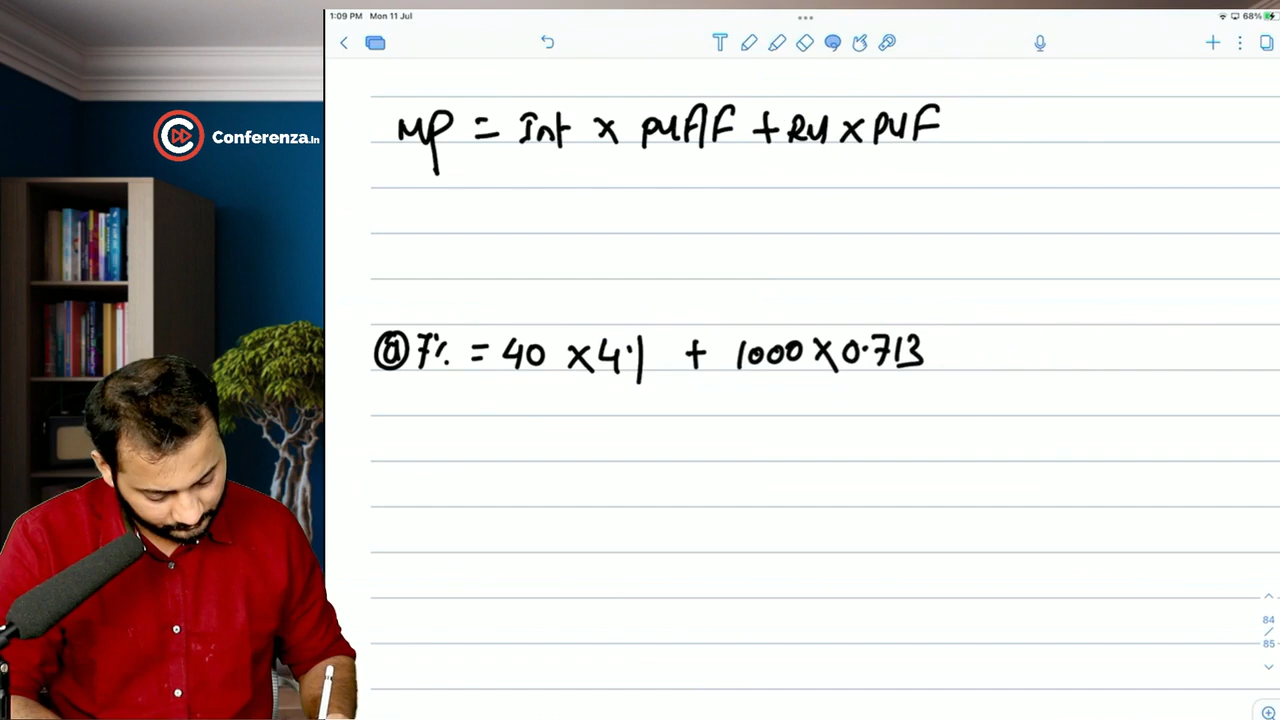 1:09 PM Mon 11 Jul
68%
Conferenza.In
T
MP = Int x PVAF + RV x PVF
@ 7% = 40 x 4.1 + 1000 x 0.713
84
/
85